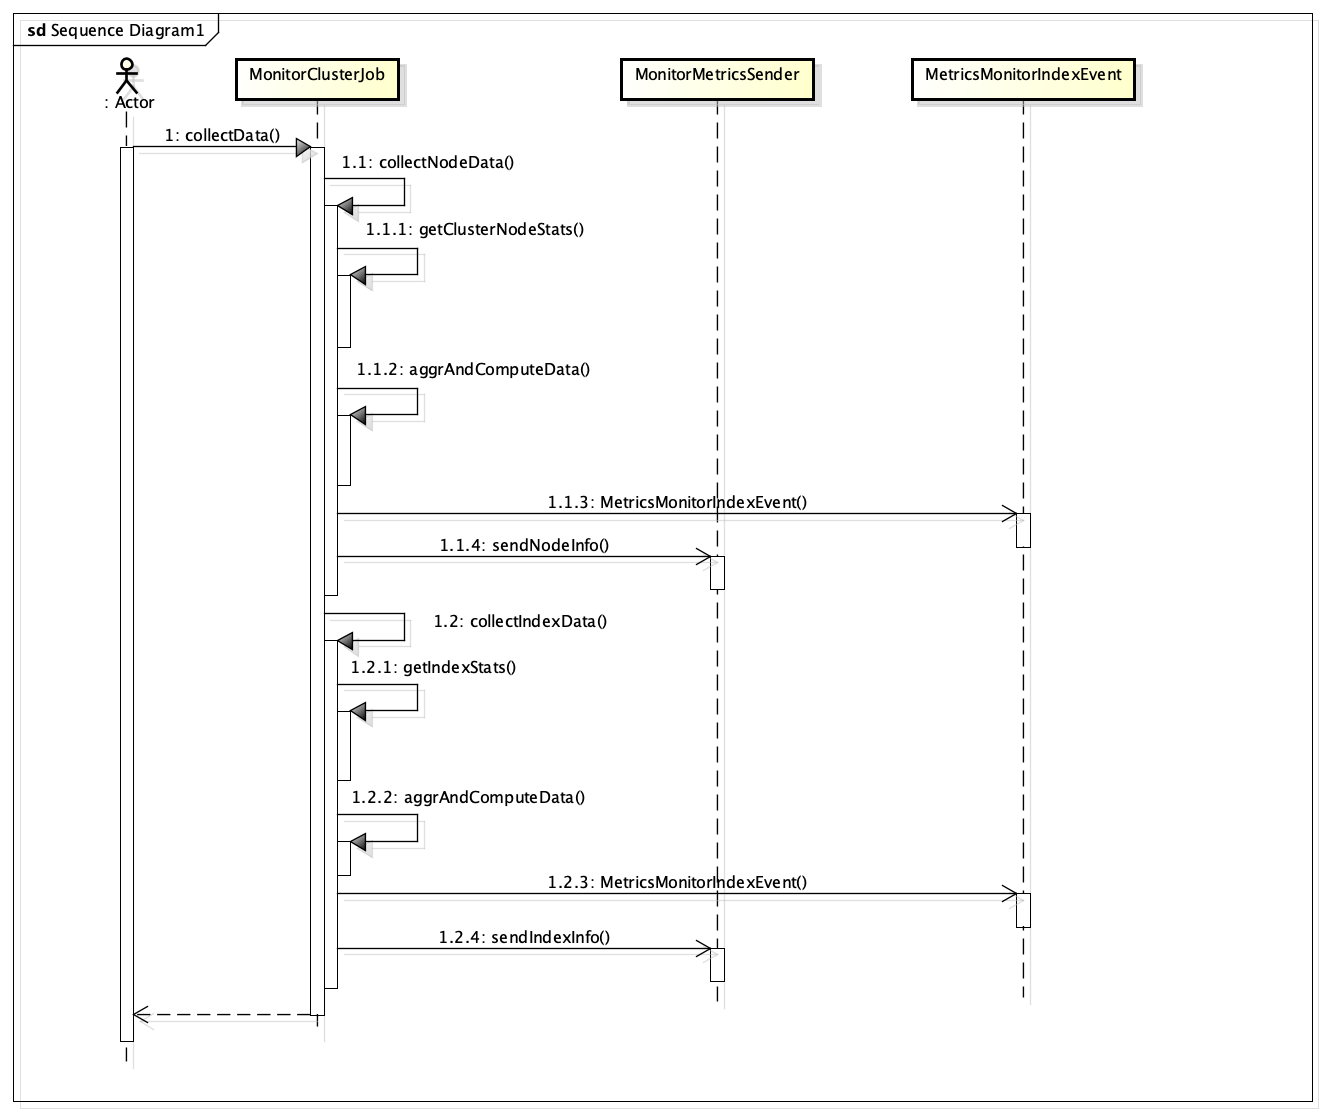 sd Sequence Diagram1
: Actor
MonitorClusterJob
MonitorMetricsSender
MetricsMonitorIndexEvent
1: collectData()
1.1: collectNodeData()
1.1.1: getClusterNodeStats()
1.1.2: aggrAndComputeData()
1.1.3: MetricsMonitorIndexEvent()
1.1.4: sendNodeInfo()
1.2: collectIndexData()
1.2.1: getIndexStats()
1.2.2: aggrAndComputeData()
1.2.3: MetricsMonitorIndexEvent()
1.2.4: sendIndexInfo()